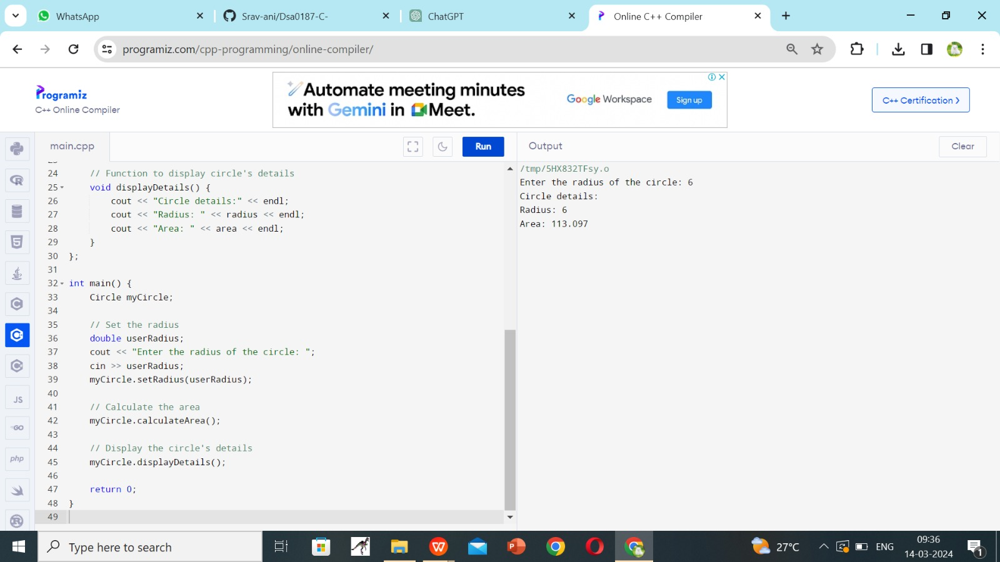 WhatsApp
Srav-ani/Dsa0187-C-
ChatGPT
Online C++ Compiler
programiz.com/cpp-programming/online-compiler/
Programiz
C++ Online Compiler
Automate meeting minutes
with Gemini in Meet.
Google Workspace
Sign up
C++ Certification >
main.cpp
Run
Output
Clear
24 // Function to display circle's details
25 void displayDetails() {
26 cout << "Circle details:" << endl;
27 cout << "Radius: " << radius << endl;
28 cout << "Area: " << area << endl;
29 }
30 };
31
32 int main() {
33 Circle myCircle;
34
35 // Set the radius
36 double userRadius;
37 cout << "Enter the radius of the circle: ";
38 cin >> userRadius;
39 myCircle.setRadius(userRadius);
40
41 // Calculate the area
42 myCircle.calculateArea();
43
44 // Display the circle's details
45 myCircle.displayDetails();
46
47 return 0;
48 }
49
/tmp/5HX832TFsy.o
Enter the radius of the circle: 6
Circle details:
Radius: 6
Area: 113.097
JS
GO
php
Type here to search
27°C
ENG
09:36
14-03-2024
1